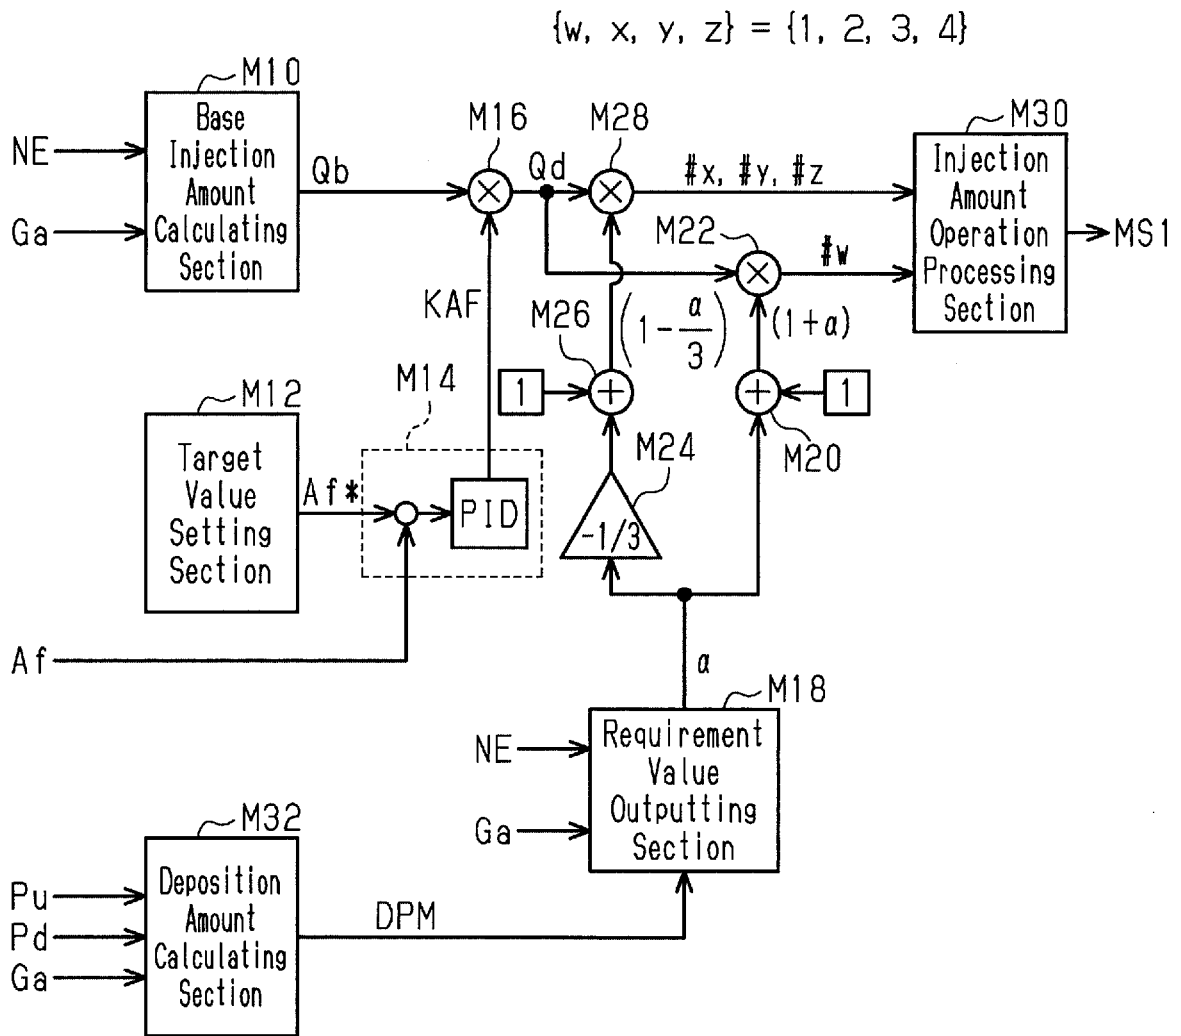 {w, x, y, z} = {1, 2, 3, 4}
M10
Base
Injection
Amount
Calculating
Section
NE
Ga
Qb
M16
Qd
M28
#x, #y, #z
M22
#w
M30
Injection
Amount
Operation
Processing
Section
MS1
KAF
M26
(1-a/3)
(1+a)
1
1
M20
M24
-1/3
M14
PID
M12
Target
Value
Setting
Section
Af*
Af
a
M18
Requirement
Value
Outputting
Section
NE
Ga
M32
Deposition
Amount
Calculating
Section
Pu
Pd
Ga
DPM